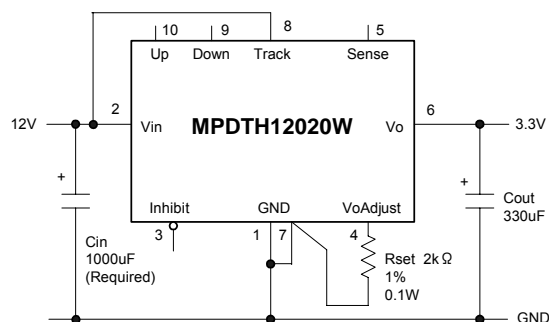 10
9
8
5
Up
Down
Track
Sense
2
6
12V
Vin
MPDTH12020W
Vo
3.3V
+
+
Inhibit
GND
VoAdjust
Cout
330uF
3
1
7
4
Cin
1000uF
(Required)
Rset 2kΩ
1%
0.1W
GND